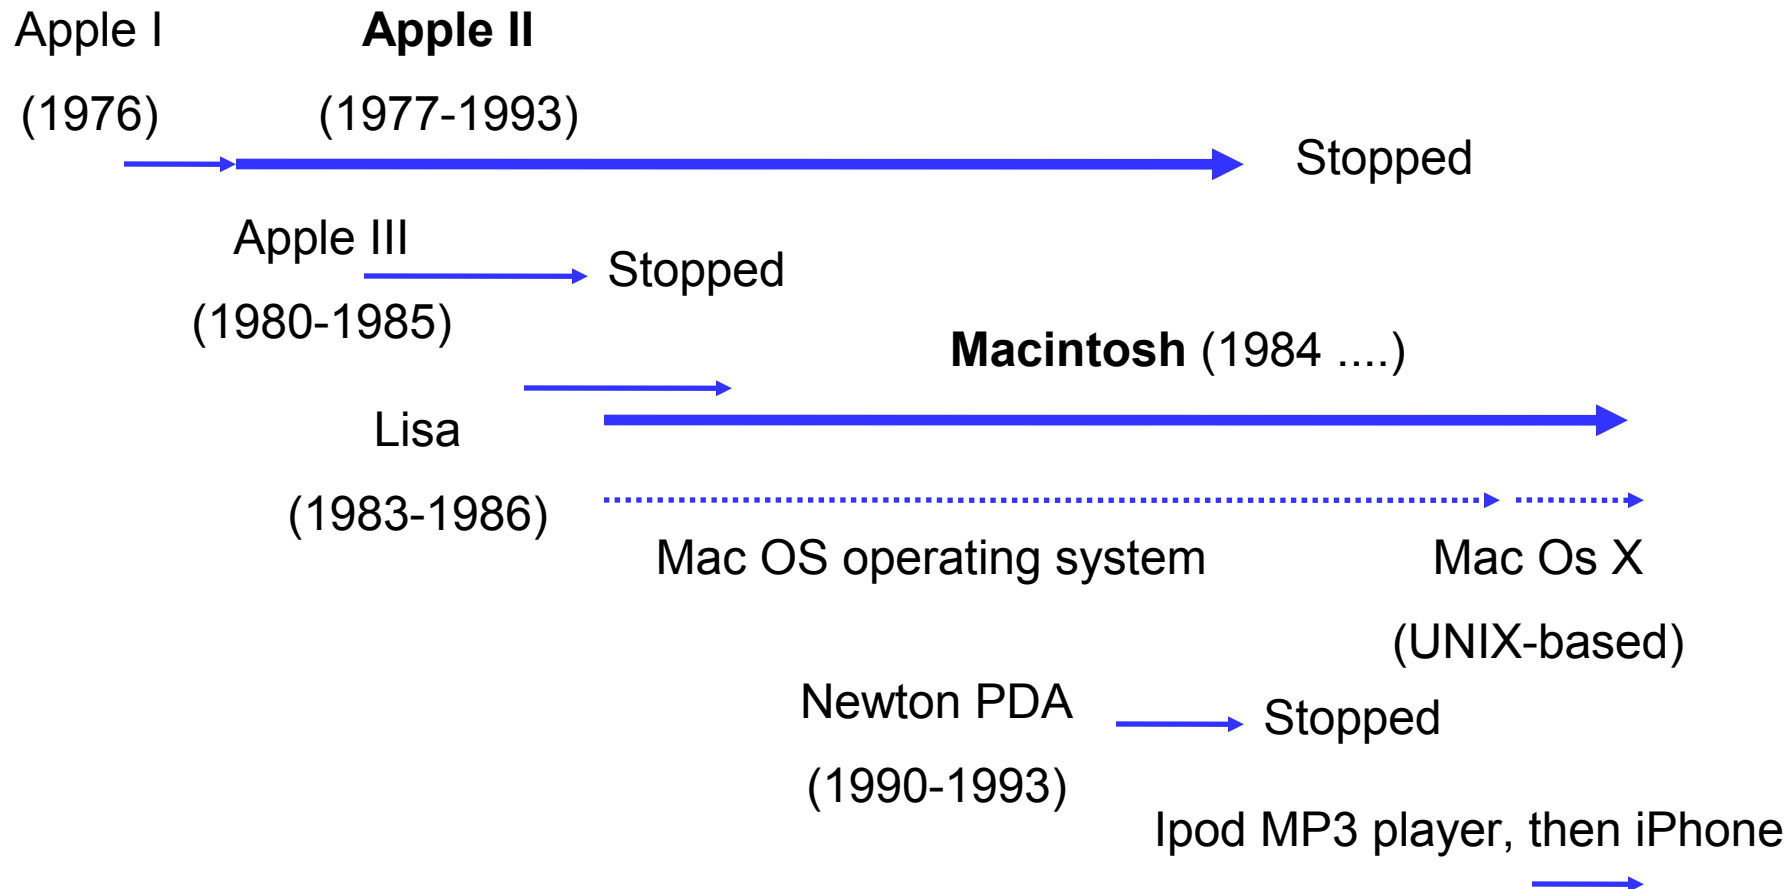 Apple I
Apple II
(1976)
(1977-1993)
Stopped
Apple III
Stopped
(1980-1985)
Macintosh (1984 ....)
Lisa
(1983-1986)
Mac OS operating system
Mac Os X
(UNIX-based)
Newton PDA
Stopped
(1990-1993)
Ipod MP3 player, then iPhone